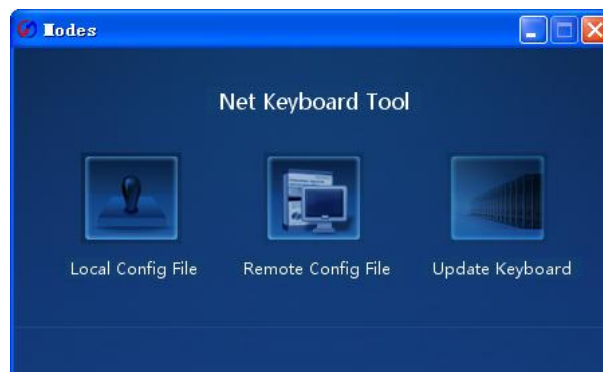 Modes
Net Keyboard Tool
Local Config File
Remote Config File
Update Keyboard